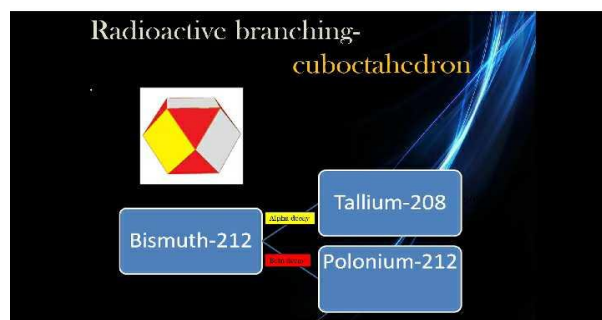 Radioactive branching-
cuboctahedron
Tallium-208
Alpha decay
Bismuth-212
Beta decay
Polonium-212